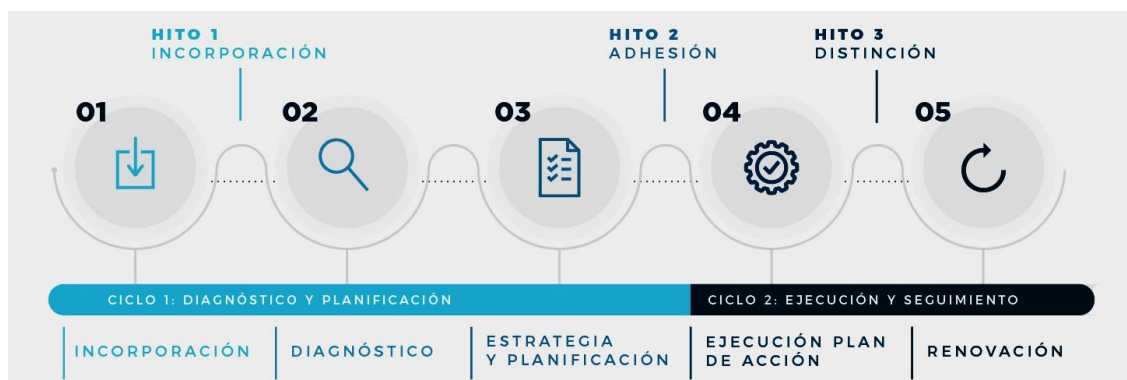 HITO 1
INCORPORACIÓN
HITO 2
ADHESIÓN
HITO 3
DISTINCIÓN
01
02
03
04
05
CICLO 1: DIAGNÓSTICO Y PLANIFICACIÓN
CICLO 2: EJECUCIÓN Y SEGUIMIENTO
INCORPORACIÓN
DIAGNÓSTICO
ESTRATEGIA
Y PLANIFICACIÓN
EJECUCIÓN PLAN
DE ACCIÓN
RENOVACIÓN